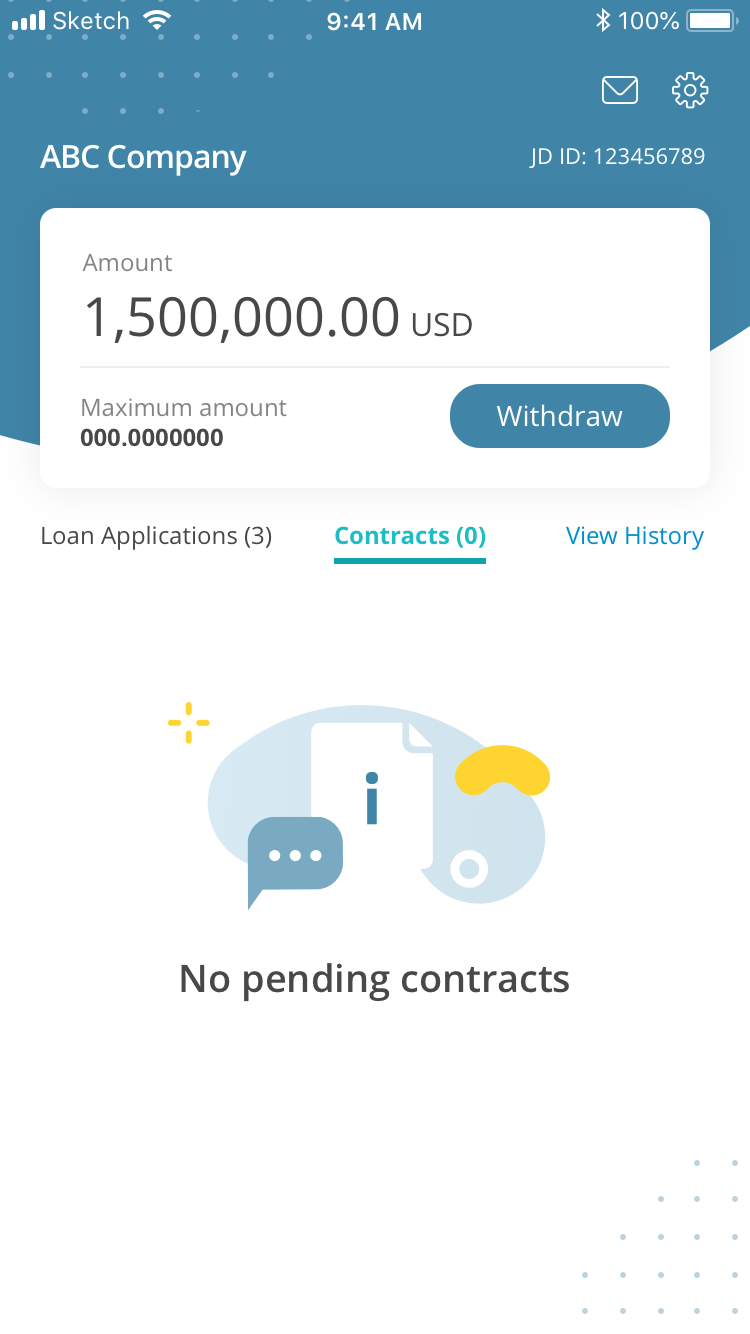 Sketch 9:41 AM 100%
ABC Company JD ID: 123456789
Amount
1,500,000.00 USD
Maximum amount
000.0000000
Withdraw
Loan Applications (3) Contracts (0) View History
i
No pending contracts